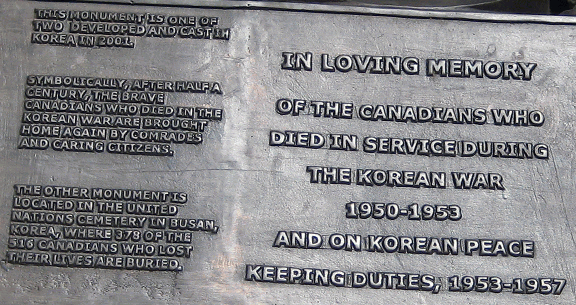 THIS MONUMENT IS ONE OF
TWO DEVELOPED AND CAST IN
KOREA IN 2001.
SYMBOLICALLY, AFTER HALF A
CENTURY, THE BRAVE
CANADIANS WHO DIED IN THE
KOREAN WAR ARE BROUGHT
HOME AGAIN BY COMRADES
AND CARING CITIZENS.
THE OTHER MONUMENT IS
LOCATED IN THE UNITED
NATIONS CEMETERY IN BUSAN,
KOREA, WHERE 378 OF THE
516 CANADIANS WHO LOST
THEIR LIVES ARE BURIED.
IN LOVING MEMORY
OF THE CANADIANS WHO
DIED IN SERVICE DURING
THE KOREAN WAR
1950-1953
AND ON KOREAN PEACE
KEEPING DUTIES, 1953-1957